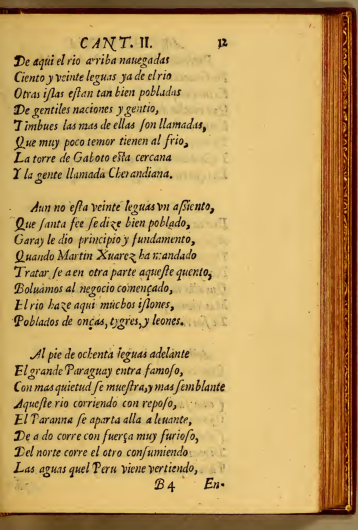 CANT. II. 12
De aqui el rio arriba nauegadas
Ciento y veinte leguas ya de el rio
Otras islas estan tan bien pobladas
De gentiles naciones y gentio,
Timbues las mas de ellas son llamadas,
Que muy poco temor tienen al frio,
La torre de Gaboto esta cercana
Y la gente llamada Cherandiana.
Aun no esta veinte leguas vn assiento,
Que santa fee se dize bien poblado,
Garay le dio principio y fundamento,
Quando Martin Xuarez ha mandado
Tratar se a en otra parte aqueste quento,
Boluamos al negocio començado,
El rio haze aqui muchos islones,
Poblados de onças, tygres, y leones.
Al pie de ochenta leguas adelante
El grande Paraguay entra famoso,
Con mas quietud se muestra, y mas semblante
Aqueste rio corriendo con reposo,
El Paranna se aparta alla a leuante,
De a do corre con fuerça muy furioso,
Del norte corre el otro consumiendo
Las aguas quel Peru viene vertiendo,
B 4 En-